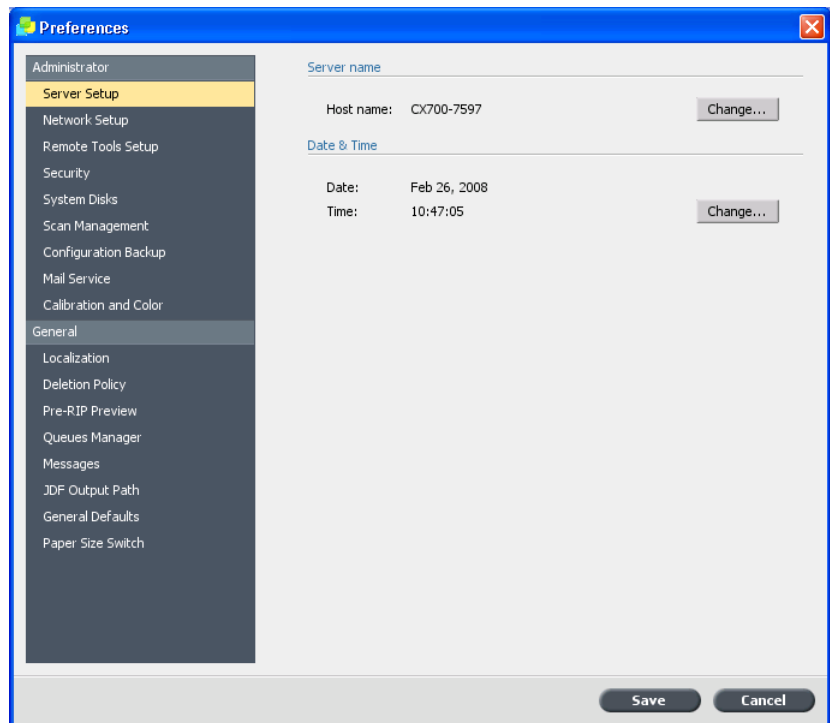 Preferences
Administrator
Server Setup
Network Setup
Remote Tools Setup
Security
System Disks
Scan Management
Configuration Backup
Mail Service
Calibration and Color
General
Localization
Deletion Policy
Pre-RIP Preview
Queues Manager
Messages
JDF Output Path
General Defaults
Paper Size Switch
Server name
Host name: CX700-7597 Change...
Date & Time
Date: Feb 26, 2008
Time: 10:47:05 Change...
Save Cancel